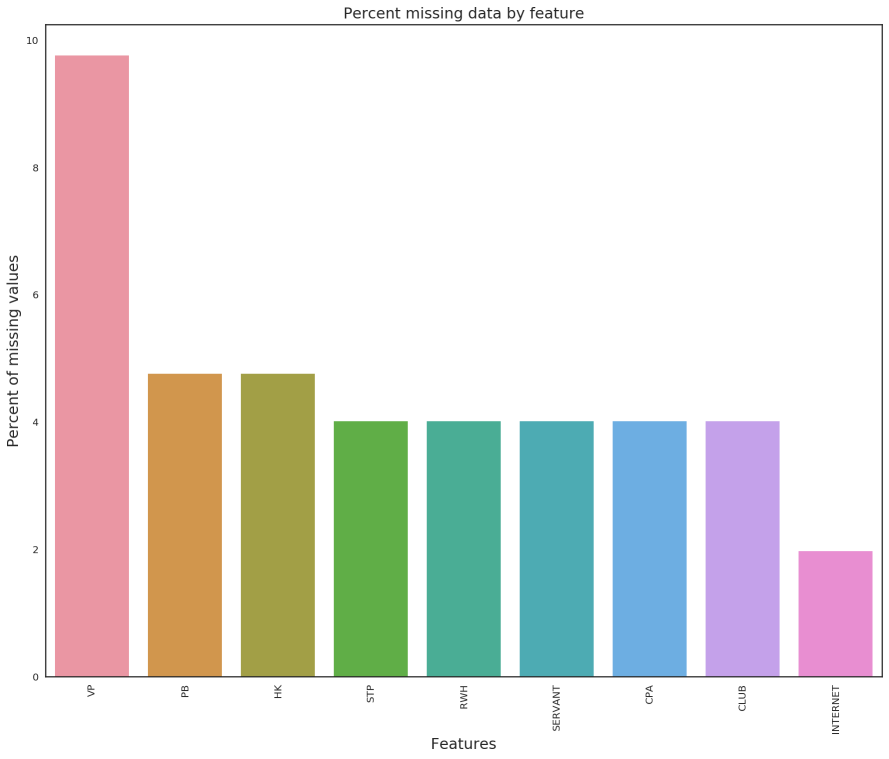 Percent missing data by feature
Percent of missing values
10
8
6
4
2
0
VP
PB
HK
STP
RWH
SERVANT
CPA
CLUB
INTERNET
Features